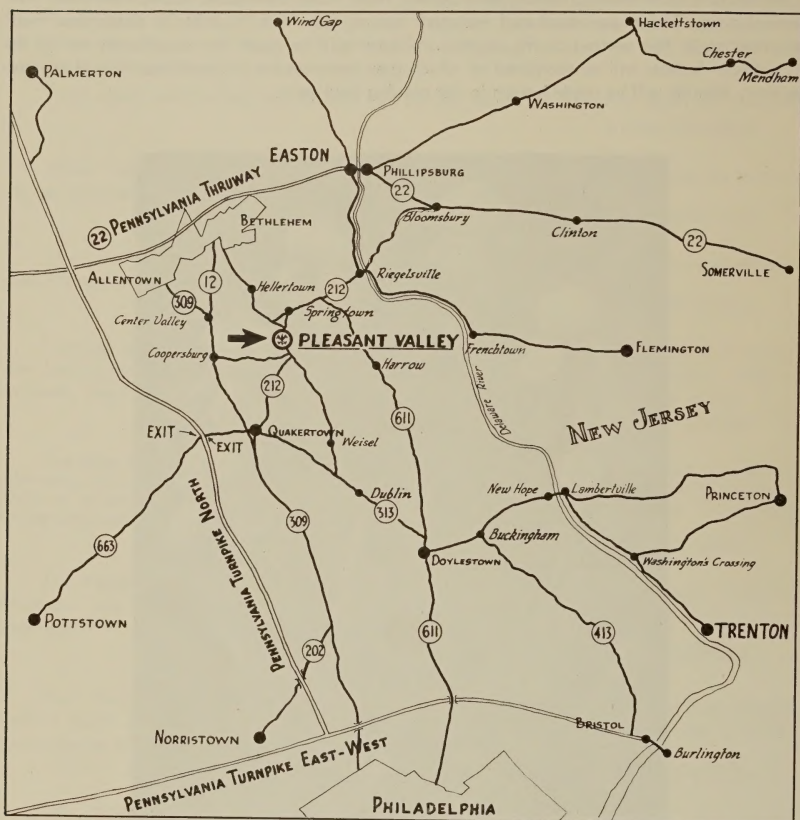 Wind Gap
Hackettstown
Chester
Mendham
PALMERTON
WASHINGTON
EASTON
PHILLIPSBURG
22
22 PENNSYLVANIA THRUWAY
BETHLEHEM
Bloomsbury
Clinton
22
SOMERVILLE
ALLENTOWN
12
Hellertown
Riegelsville
212
309
Springtown
Center Valley
PLEASANT VALLEY
Frenchtown
FLEMINGTON
Coopersburg
Harrow
212
Delaware River
611
NEW JERSEY
EXIT
EXIT
QUAKERTOWN
Weisel
Dublin
313
New Hope
Lambertville
PRINCETON
309
Buckingham
663
DOYLESTOWN
Washington's Crossing
PENNSYLVANIA TURNPIKE NORTH
POTTSTOWN
611
413
TRENTON
202
NORRISTOWN
BRISTOL
Burlington
PENNSYLVANIA TURNPIKE EAST-WEST
PHILADELPHIA